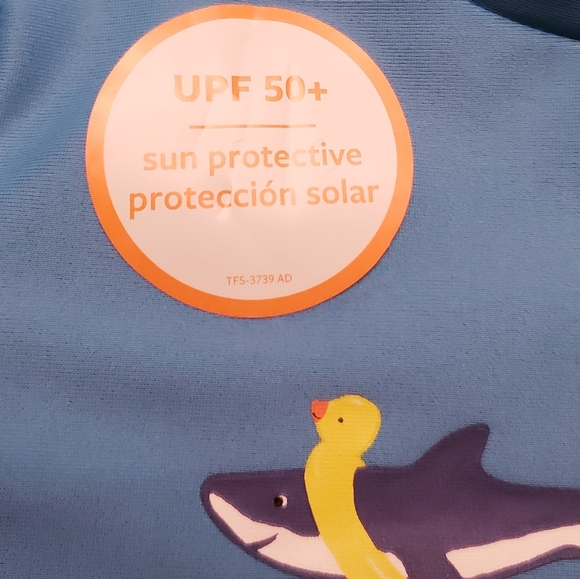 UPF 50+
sun protective
protección solar
TFS-3739 AD